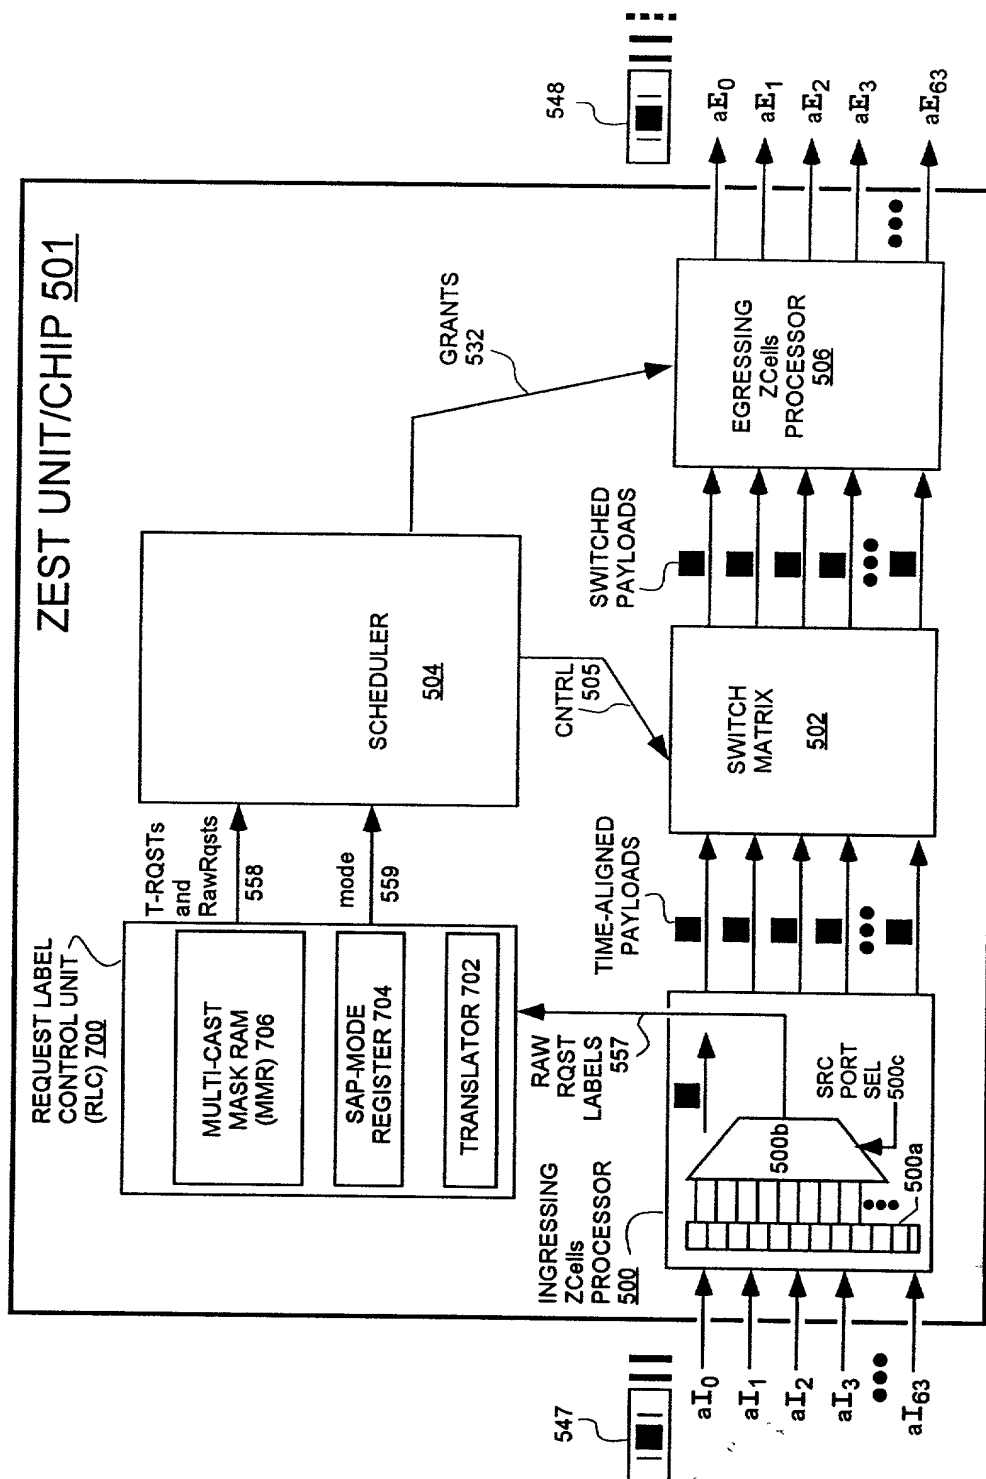 ZEST UNIT/CHIP 501
REQUEST LABEL
CONTROL UNIT
(RLC) 700
MULTI-CAST
MASK RAM
(MMR) 706
SAP-MODE
REGISTER 704
TRANSLATOR 702
T-RQSTs
and
RawRqsts
558
mode
559
SCHEDULER
504
GRANTS
532
CNTRL
505
RAW
RQST
LABELS
557
INGRESSING
ZCells
PROCESSOR
500
500b
SRC
PORT
SEL
500c
500a
TIME-ALIGNED
PAYLOADS
SWITCH
MATRIX
502
SWITCHED
PAYLOADS
EGRESSING
ZCells
PROCESSOR
506
547
aI0
aI1
aI2
aI3
aI63
548
aE0
aE1
aE2
aE3
aE63